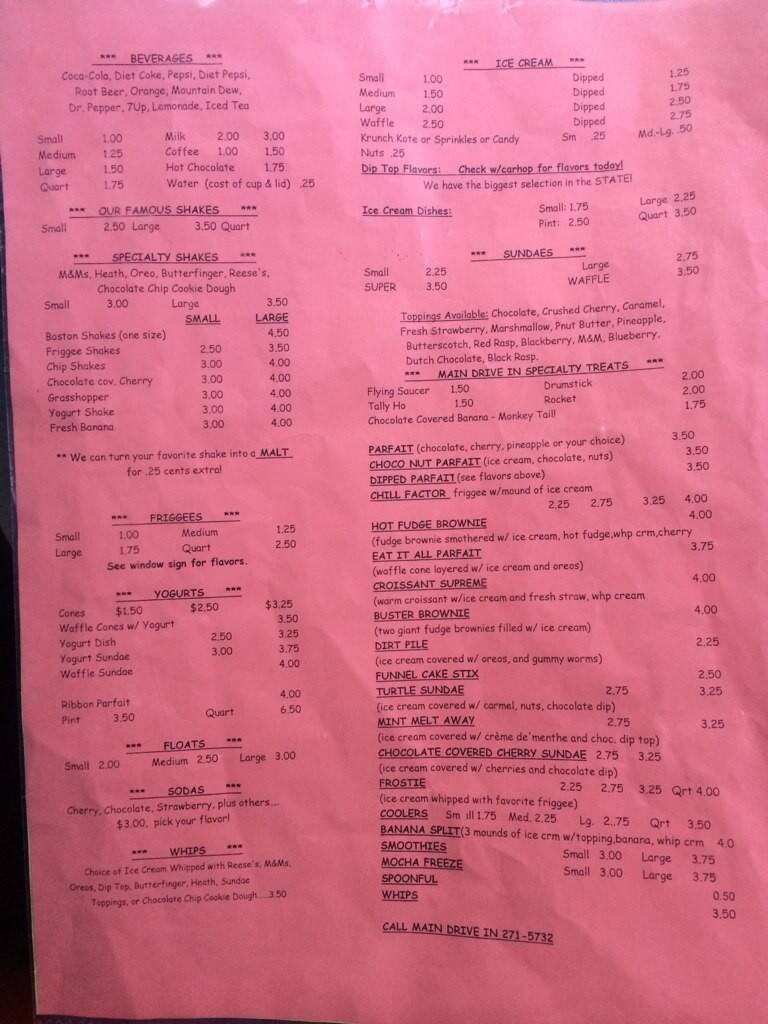 *** BEVERAGES ***
Coca-Cola, Diet Coke, Pepsi, Diet Pepsi,
Root Beer, Orange, Mountain Dew,
Dr. Pepper, 7Up, Lemonade, Iced Tea
Small 1.00 Milk 2.00 3.00
Medium 1.25 Coffee 1.00 1.50
Large 1.50 Hot Chocolate 1.75
Quart 1.75 Water (cost of cup & lid) .25
*** OUR FAMOUS SHAKES ***
Small 2.50 Large 3.50 Quart
*** SPECIALTY SHAKES ***
M&Ms, Heath, Oreo, Butterfinger, Reese's,
Chocolate Chip Cookie Dough
Small 3.00 Large 3.50
SMALL LARGE
Boston Shakes (one size) 4.50
Friggee Shakes 2.50 3.50
Chip Shakes 3.00 4.00
Chocolate cov. Cherry 3.00 4.00
Grasshopper 3.00 4.00
Yogurt Shake 3.00 4.00
Fresh Banana 3.00 4.00
** We can turn your favorite shake into a MALT
for .25 cents extra!
*** FRIGGEES ***
Small 1.00 Medium 1.25
Large 1.75 Quart 2.50
See window sign for flavors.
*** YOGURTS ***
Cones $1.50 $2.50 $3.25
Waffle Cones w/ Yogurt 3.50
Yogurt Dish 2.50 3.25
Yogurt Sundae 3.00 3.75
Waffle Sundae 4.00
Ribbon Parfait 4.00
Pint 3.50 Quart 6.50
*** FLOATS ***
Small 2.00 Medium 2.50 Large 3.00
*** SODAS ***
Cherry, Chocolate, Strawberry, plus others....
$3.00, pick your flavor!
*** WHIPS ***
Choice of Ice Cream Whipped with Reese's, M&Ms,
Oreos, Dip Top, Butterfinger, Heath, Sundae
Toppings, or Chocolate Chip Cookie Dough.....3.50
*** ICE CREAM ***
Small 1.00 Dipped 1.25
Medium 1.50 Dipped 1.75
Large 2.00 Dipped 2.50
Waffle 2.50 Dipped 2.75
Krunch Kote or Sprinkles or Candy Sm .25 Md.-Lg. .50
Nuts .25
Dip Top Flavors: Check w/carhop for flavors today!
We have the biggest selection in the STATE!
Ice Cream Dishes: Small: 1.75 Large 2.25
Pint: 2.50 Quart 3.50
*** SUNDAES ***
Small 2.25 Large 2.75
SUPER 3.50 WAFFLE 3.50
Toppings Available: Chocolate, Crushed Cherry, Caramel,
Fresh Strawberry, Marshmallow, Pnut Butter, Pineapple,
Butterscotch, Red Rasp, Blackberry, M&M, Blueberry,
Dutch Chocolate, Black Rasp.
*** MAIN DRIVE IN SPECIALTY TREATS ***
Flying Saucer 1.50 Drumstick 2.00
Tally Ho 1.50 Rocket 2.00
Chocolate Covered Banana - Monkey Tail! 1.75
PARFAIT (chocolate, cherry, pineapple or your choice) 3.50
CHOCO NUT PARFAIT (ice cream, chocolate, nuts) 3.50
DIPPED PARFAIT (see flavors above) 3.50
CHILL FACTOR friggee w/mound of ice cream
2.25 2.75 3.25 4.00
HOT FUDGE BROWNIE 4.00
(fudge brownie smothered w/ ice cream, hot fudge,whp crm,cherry
EAT IT ALL PARFAIT 3.75
(waffle cone layered w/ ice cream and oreos)
CROISSANT SUPREME 4.00
(warm croissant w/ice cream and fresh straw, whp cream
BUSTER BROWNIE 4.00
(two giant fudge brownies filled w/ ice cream)
DIRT PILE 2.25
(ice cream covered w/ oreos, and gummy worms)
FUNNEL CAKE STIX 2.50
TURTLE SUNDAE 2.75 3.25
(ice cream covered w/ carmel, nuts, chocolate dip)
MINT MELT AWAY 2.75 3.25
(ice cream covered w/ crème de'menthe and choc. dip top)
CHOCOLATE COVERED CHERRY SUNDAE 2.75 3.25
(ice cream covered w/ cherries and chocolate dip)
FROSTIE 2.25 2.75 3.25 Qrt 4.00
(ice cream whipped with favorite friggee)
COOLERS Sm ill 1.75 Med. 2.25 Lg. 2..75 Qrt 3.50
BANANA SPLIT(3 mounds of ice crm w/topping,banana, whip crm 4.0
SMOOTHIES Small 3.00 Large 3.75
MOCHA FREEZE Small 3.00 Large 3.75
SPOONFUL 0.50
WHIPS 3.50
CALL MAIN DRIVE IN 271-5732